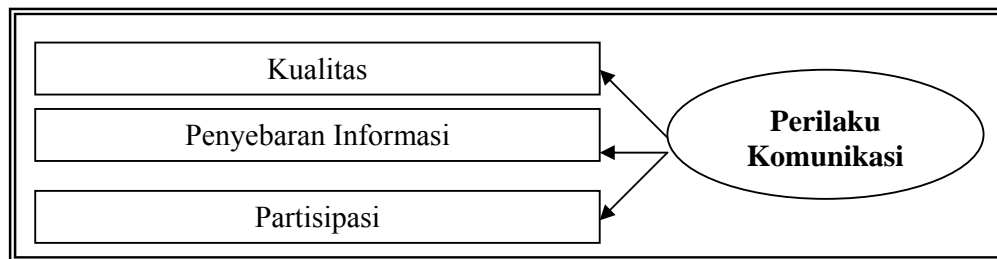 Kualitas
Penyebaran Informasi
Partisipasi
Perilaku
Komunikasi